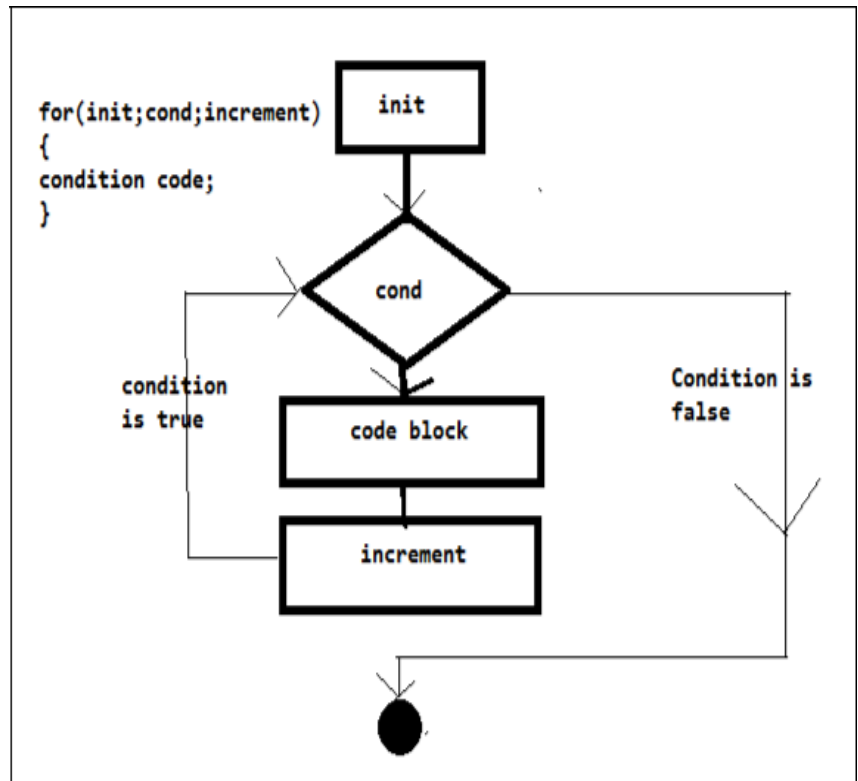 for(init;cond;increment)
{
condition code;
}
init
cond
condition
is true
Condition is
false
code block
increment